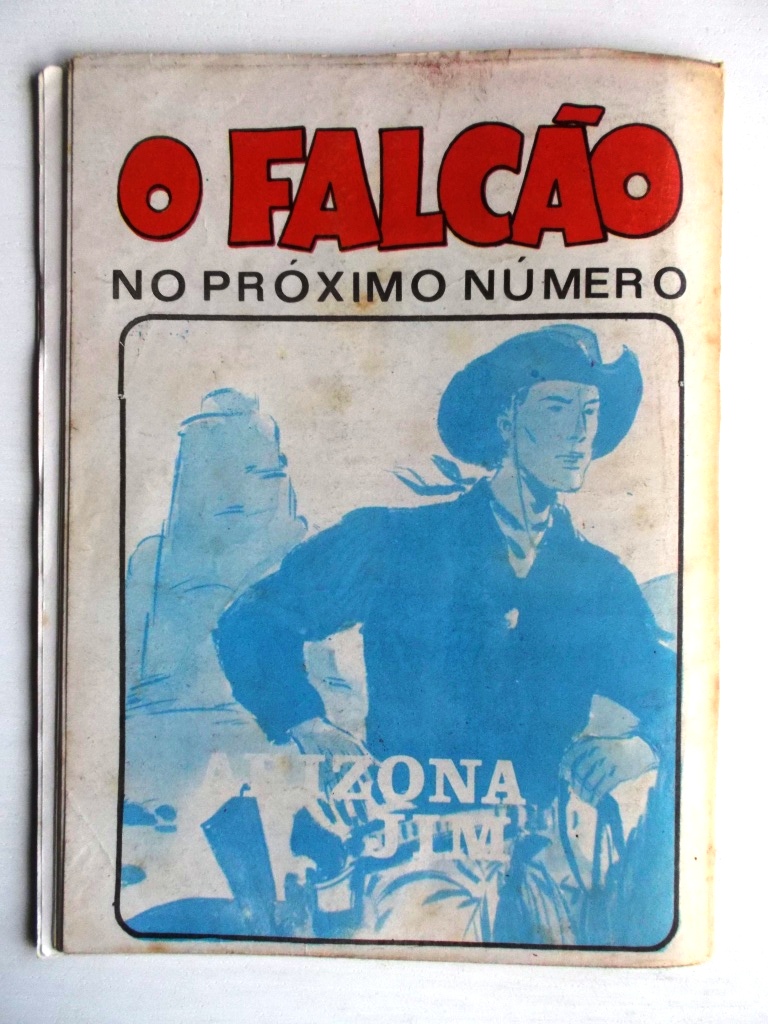 O FALCÃO
NO PRÓXIMO NÚMERO
ARIZONA
JIM